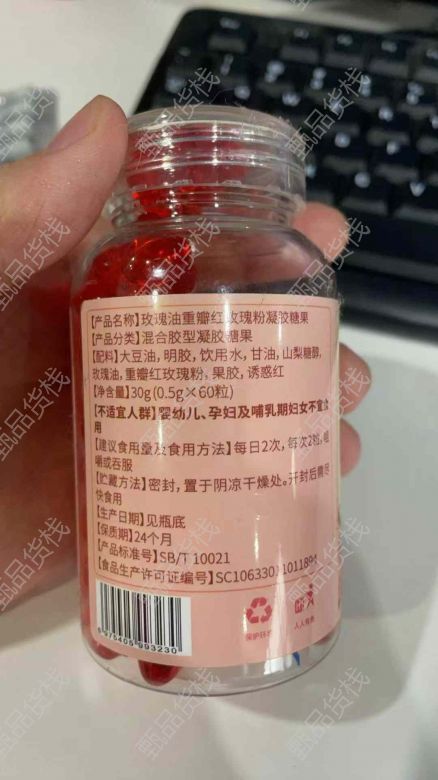 【产品名称】玫瑰油重瓣红玫瑰粉凝胶糖果
【产品分类】混合胶型凝胶糖果
【配料】大豆油，明胶，饮用水，甘油，山梨糖醇，
玫瑰油，重瓣红玫瑰粉、果胶，诱惑红
【净含量】30g(0.5g×60粒)
【不适宜人群】婴幼儿、孕妇及哺乳期妇女不宜食
用
【建议食用量及食用方法】每日2次，每次2粒，咀
嚼或吞服
【贮藏方法】密封，置于阴凉干燥处。开封后需尽
快食用
【生产日期】见瓶底
【保质期】24个月
【产品标准号】SB/T 10021
【食品生产许可证编号】
6 975405 993230
甄品货栈